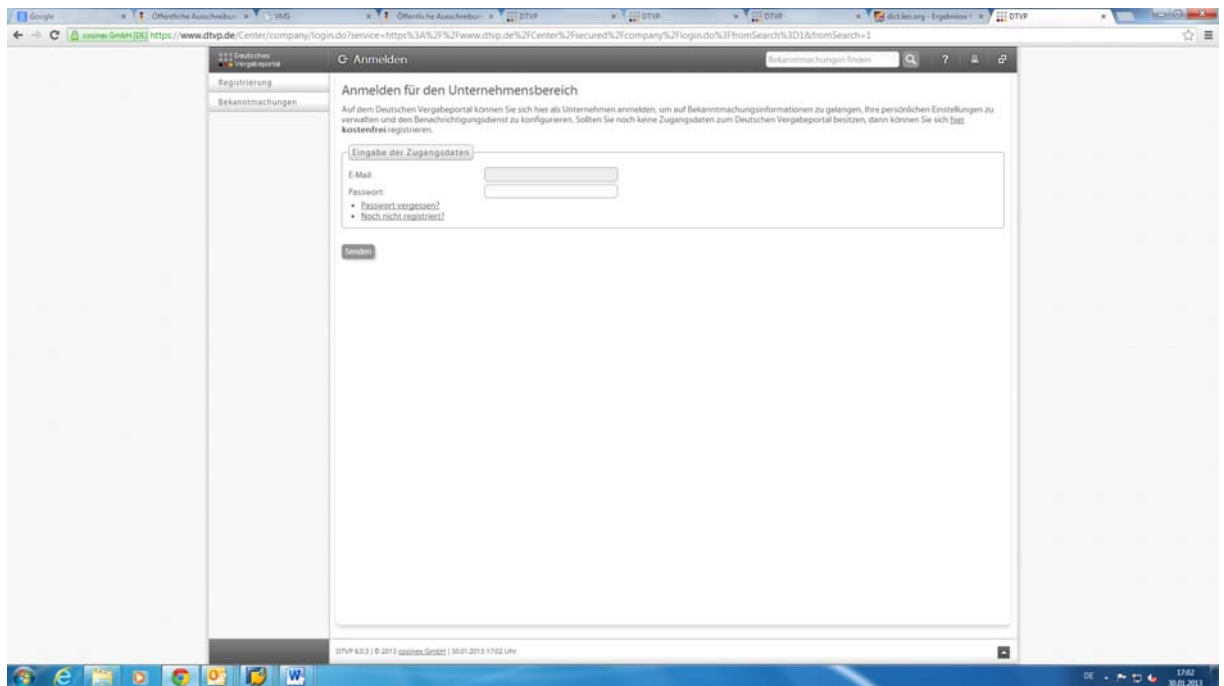 Google
Öffentliche Ausschreibun
VMS
Öffentliche Ausschreibun
DTVP
DTVP
DTVP
dict.leo.org - Ergebnisse
DTVP
cosinex GmbH [DE] https://www.dtvp.de/Center/company/login.do?service=https%3A%2F%2Fwww.dtvp.de%2FCenter%2Fsecured%2Fcompany%2Flogin.do%3FfromSearch%3D1&fromSearch=1
Deutsches
Vergabeportal
Anmelden
Bekanntmachungen finden
?
Registrierung
Bekanntmachungen
Anmelden für den Unternehmensbereich
Auf dem Deutschen Vergabeportal können Sie sich hier als Unternehmen anmelden, um auf Bekanntmachungsinformationen zu gelangen, Ihre persönlichen Einstellungen zu
verwalten und den Benachrichtigungsdienst zu konfigurieren. Sollten Sie noch keine Zugangsdaten zum Deutschen Vergabeportal besitzen, dann können Sie sich hier
kostenfrei registrieren.
Eingabe der Zugangsdaten
E-Mail:
Passwort:
Passwort vergessen?
Noch nicht registriert?
Senden
DTVP 6.0.3 | © 2013 cosinex GmbH | 30.01.2013 17:02 Uhr
DE
17:02
30.01.2013